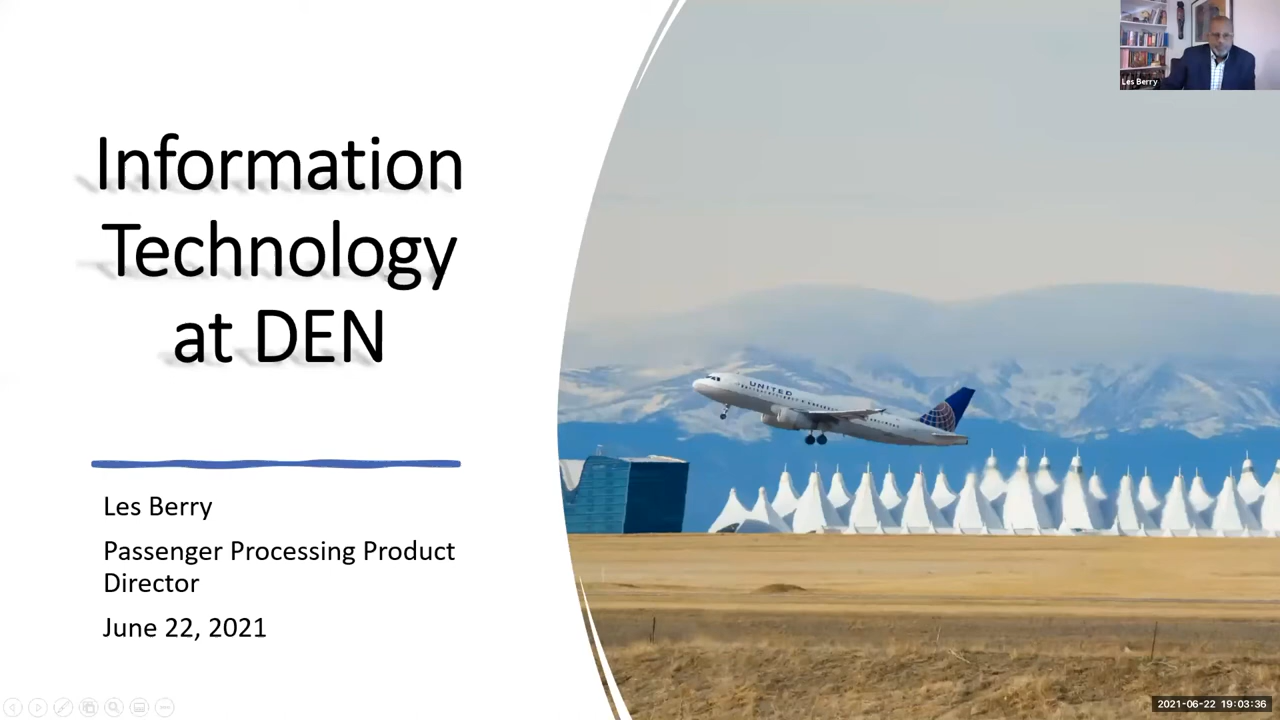 Information
Technology
at DEN
Les Berry
Passenger Processing Product
Director
June 22, 2021
UNITED
Les Berry
2021-06-22 19:03:36